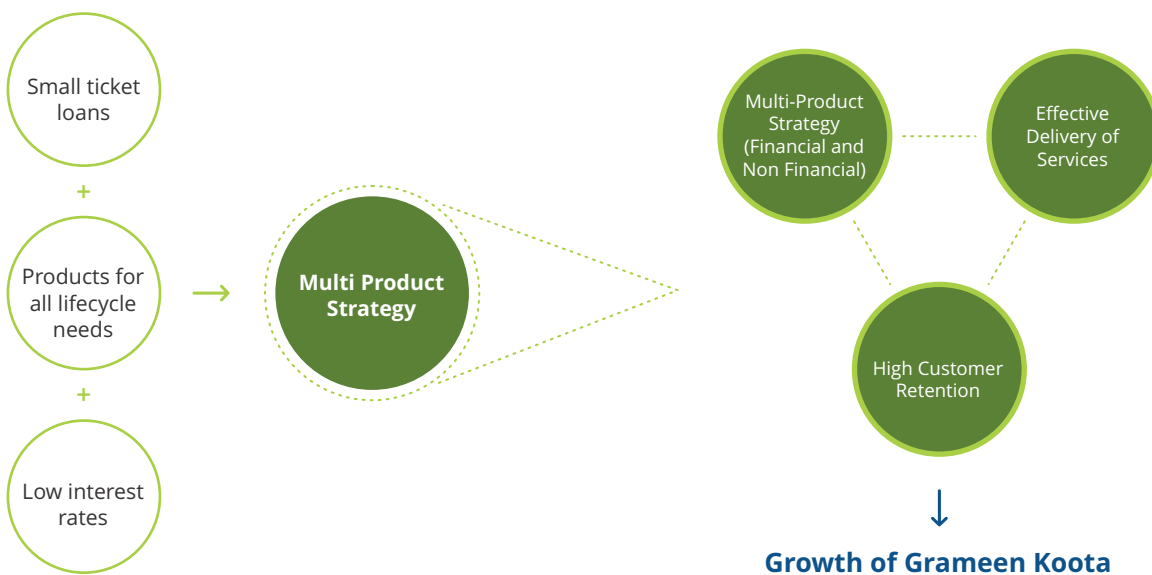 Small ticket
loans
+
Products for
all lifecycle
needs
+
Low interest
rates
Multi Product
Strategy
Multi-Product
Strategy
(Financial and
Non Financial)
Effective
Delivery of
Services
High Customer
Retention
Growth of Grameen Koota